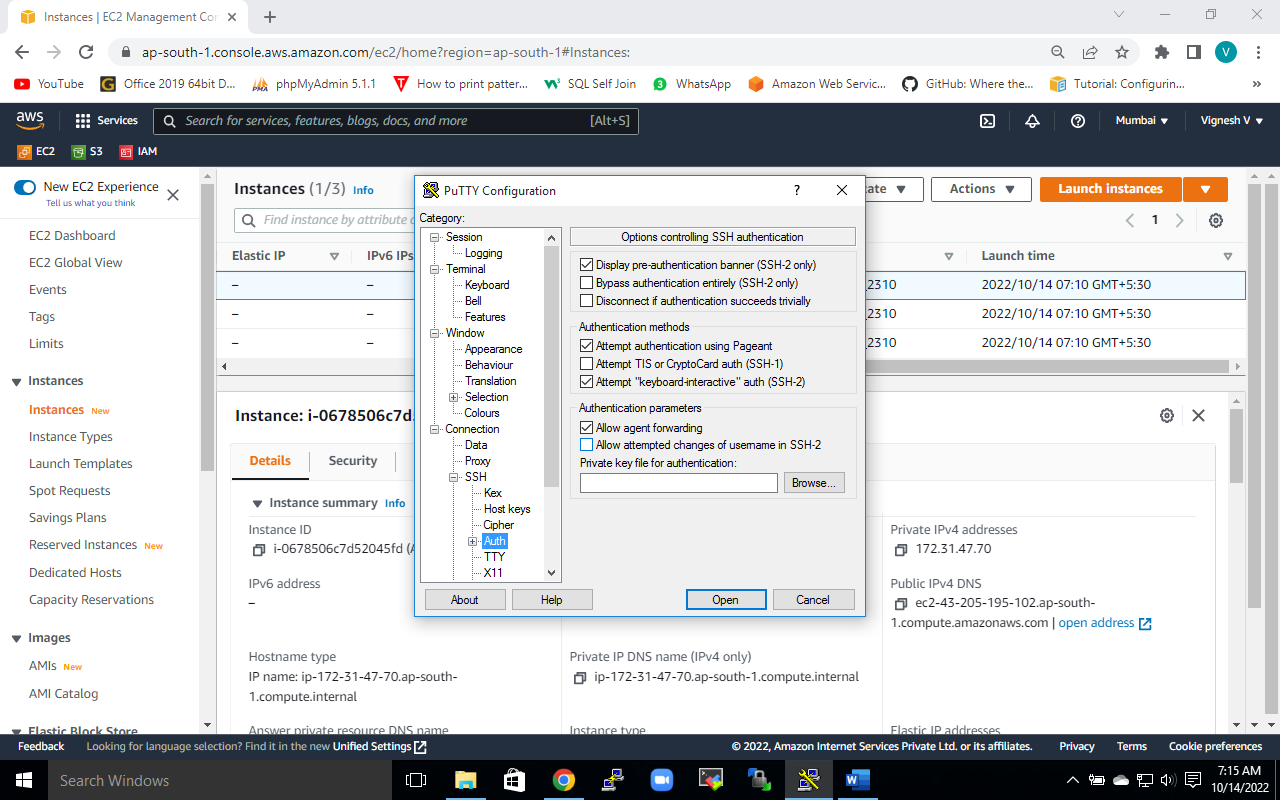 Instances | EC2 Management Con
ap-south-1.console.aws.amazon.com/ec2/home?region=ap-south-1#Instances:
V
YouTube
Office 2019 64bit D...
phpMyAdmin 5.1.1
How to print patter...
SQL Self Join
3 WhatsApp
Amazon Web Servic...
GitHub: Where the...
Tutorial: Configurin...
»
aws
Services
Search for services, features, blogs, docs, and more
[Alt+S]
Mumbai
Vignesh V
EC2
S3
IAM
New EC2 Experience
Tell us what you think
EC2 Dashboard
EC2 Global View
Events
Tags
Limits
Instances
Instances New
Instance Types
Launch Templates
Spot Requests
Savings Plans
Reserved Instances New
Dedicated Hosts
Capacity Reservations
Images
AMIs New
AMI Catalog
Elastic Block Store
Instances (1/3) Info
ate
Actions
Launch instances
Find instance by attribute o
1
Elastic IP
IPv6 IPs
Launch time
– – _2310 2022/10/14 07:10 GMT+5:30
– – _2310 2022/10/14 07:10 GMT+5:30
– – _2310 2022/10/14 07:10 GMT+5:30
Instance: i-0678506c7d5
Details
Security
Instance summary Info
Instance ID
i-0678506c7d52045fd (A
IPv6 address
–
Hostname type
IP name: ip-172-31-47-70.ap-south-
1.compute.internal
Answer private resource DNS name
Private IP DNS name (IPv4 only)
ip-172-31-47-70.ap-south-1.compute.internal
Instance type
Private IPv4 addresses
172.31.47.70
Public IPv4 DNS
ec2-43-205-195-102.ap-south-
1.compute.amazonaws.com | open address
Elastic IP addresses
PuTTY Configuration
?
Category:
Session
Logging
Terminal
Keyboard
Bell
Features
Window
Appearance
Behaviour
Translation
Selection
Colours
Connection
Data
Proxy
SSH
Kex
Host keys
Cipher
Auth
TTY
X11
Options controlling SSH authentication
Display pre-authentication banner (SSH-2 only)
Bypass authentication entirely (SSH-2 only)
Disconnect if authentication succeeds trivially
Authentication methods
Attempt authentication using Pageant
Attempt TIS or CryptoCard auth (SSH-1)
Attempt "keyboard-interactive" auth (SSH-2)
Authentication parameters
Allow agent forwarding
Allow attempted changes of username in SSH-2
Private key file for authentication:
Browse...
About
Help
Open
Cancel
Feedback
Looking for language selection? Find it in the new Unified Settings
© 2022, Amazon Internet Services Private Ltd. or its affiliates.
Privacy
Terms
Cookie preferences
Search Windows
7:15 AM
10/14/2022